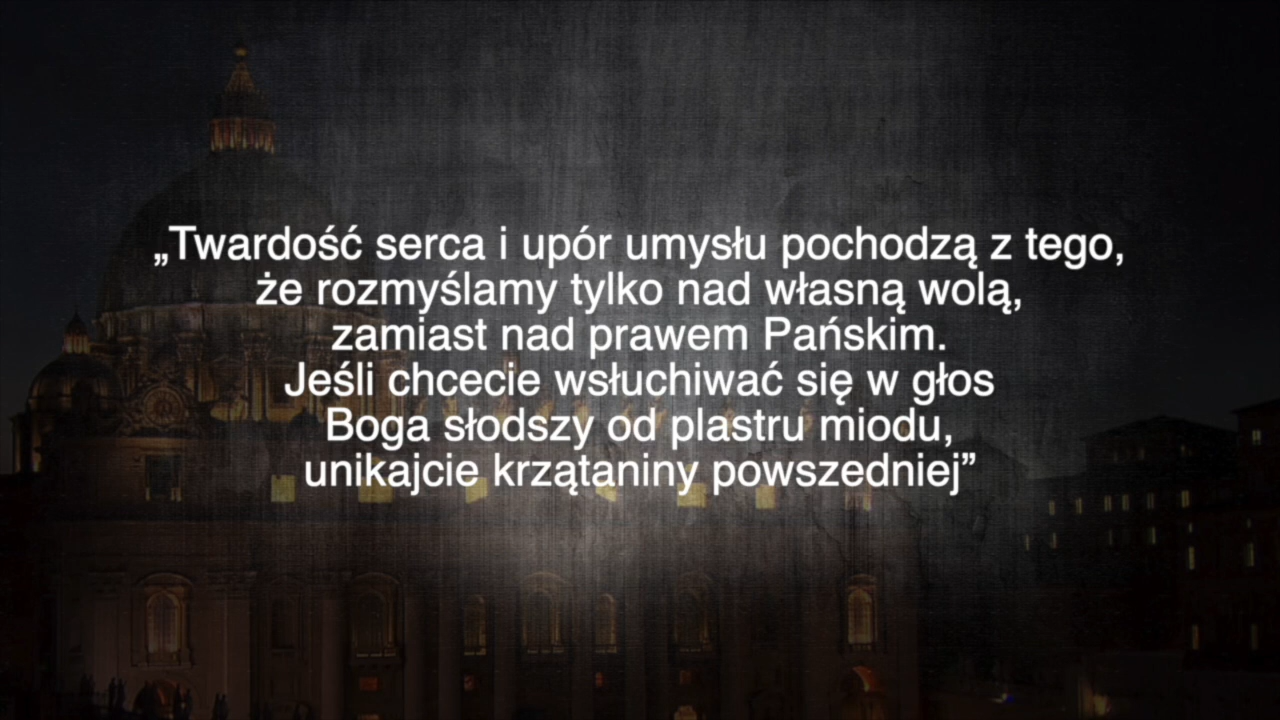 „Twardość serca i upór umysłu pochodzą z tego,
że rozmyślamy tylko nad własną wolą,
zamiast nad prawem Pańskim.
Jeśli chcecie wsłuchiwać się w głos
Boga słodszy od plastru miodu,
unikajcie krzątaniny powszedniej”